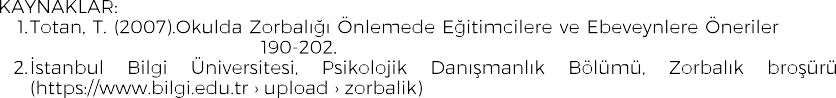 KAYNAKLAR:
1.Totan, T. (2007).Okulda Zorbalığı Önlemede Eğitimcilere ve Ebeveynlere Öneriler
190-202.
2.İstanbul Bilgi Üniversitesi, Psikolojik Danışmanlık Bölümü, Zorbalık broşürü
(https://www.bilgi.edu.tr › upload › zorbalik)